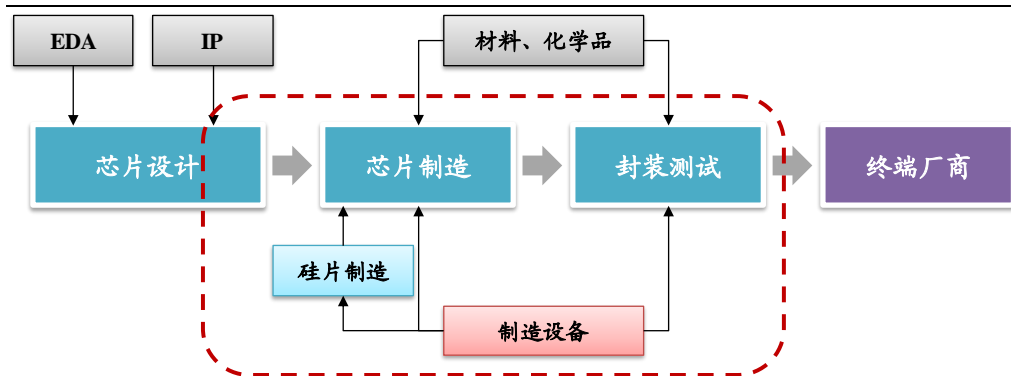 EDA
IP
材料、化学品
芯片设计
芯片制造
封装测试
终端厂商
硅片制造
制造设备